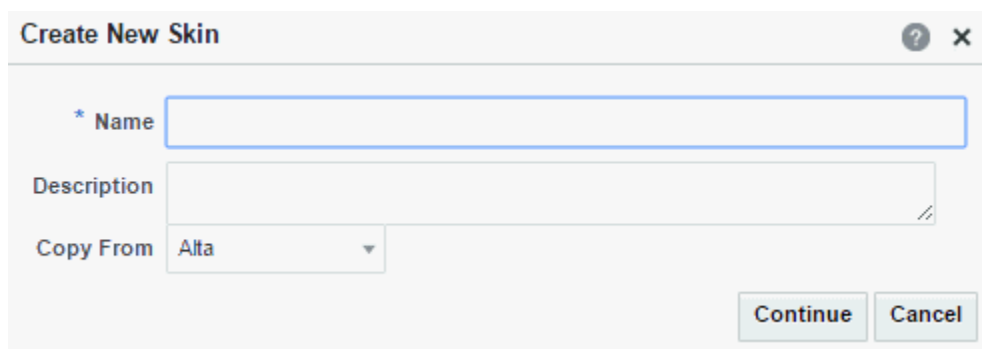 Create New Skin ? ×
* Name
Description
Copy From Alta
Continue Cancel